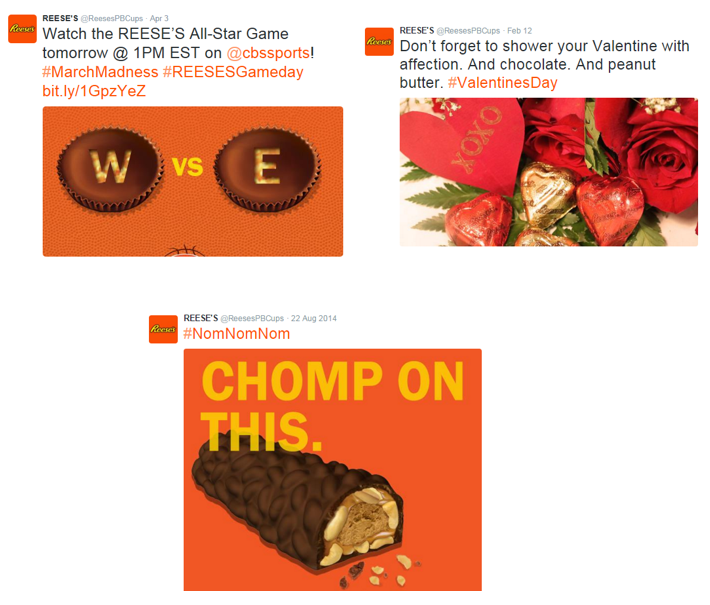 Reese's
REESE'S @ReesesPBCups · Apr 3
Watch the REESE'S All-Star Game
tomorrow @ 1PM EST on @cbssports!
#MarchMadness #REESESGameday
bit.ly/1GpzYeZ
W VS E
Reese's
REESE'S @ReesesPBCups · Feb 12
Don't forget to shower your Valentine with
affection. And chocolate. And peanut
butter. #ValentinesDay
XOXO
Reese's
REESE'S @ReesesPBCups · 22 Aug 2014
#NomNomNom
CHOMP ON
THIS.